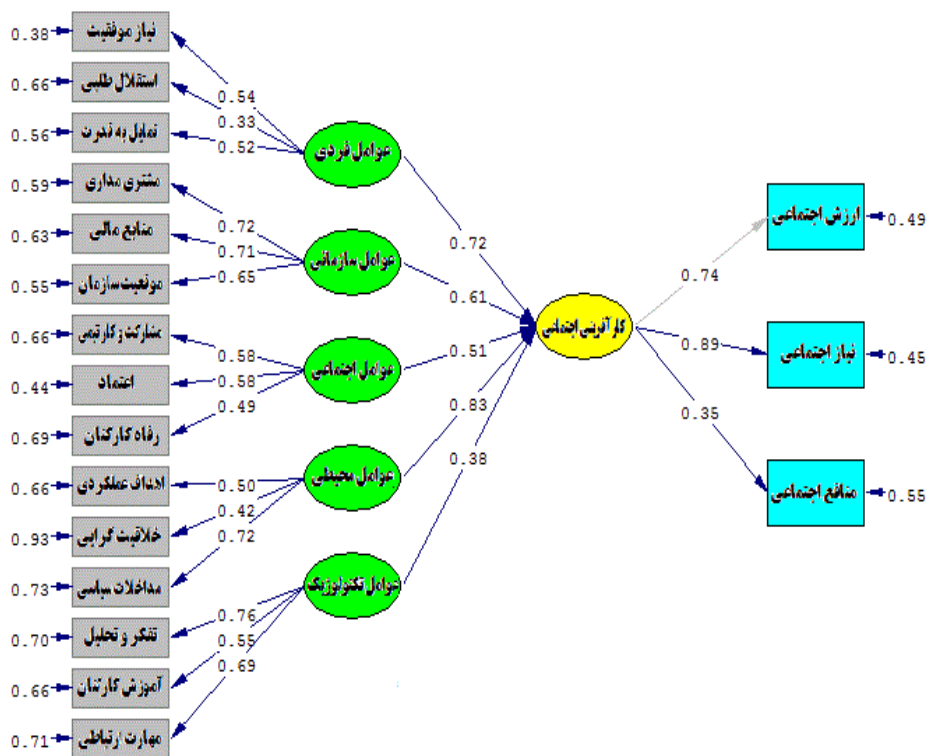 0.38 نیاز موفقیت
0.66 استقلال طلبی
0.56 تمایل به قدرت
0.59 مشتری مداری
0.63 منابع مالی
0.55 موقعیت سازمان
0.66 مشارکت و کار تیمی
0.44 اعتماد
0.69 رفاه کارکنان
0.66 اهداف عملکردی
0.93 خلاقیت گرایی
0.73 مداخلات سیاسی
0.70 تفکر و تحلیل
0.66 آموزش کارکنان
0.71 مهارت ارتباطی
0.54
0.33
0.52
0.72
0.71
0.65
0.58
0.58
0.49
0.50
0.42
0.72
0.76
0.55
0.69
عوامل فردی
عوامل سازمانی
عوامل اجتماعی
عوامل محیطی
عوامل تکنولوژیک
0.72
0.61
0.51
0.83
0.38
کارآفرینی اجتماعی
0.74
0.89
0.35
ارزش اجتماعی 0.49
نیاز اجتماعی 0.45
منافع اجتماعی 0.55